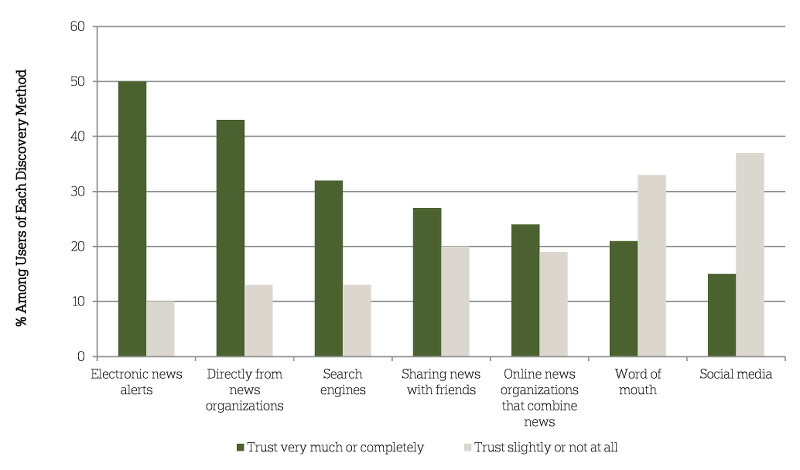 % Among Users of Each Discovery Method
60
50
40
30
20
10
0
Electronic news
alerts
Directly from
news
organizations
Search
engines
Sharing news
with friends
Online news
organizations
that combine
news
Word of
mouth
Social media
Trust very much or completely
Trust slightly or not at all